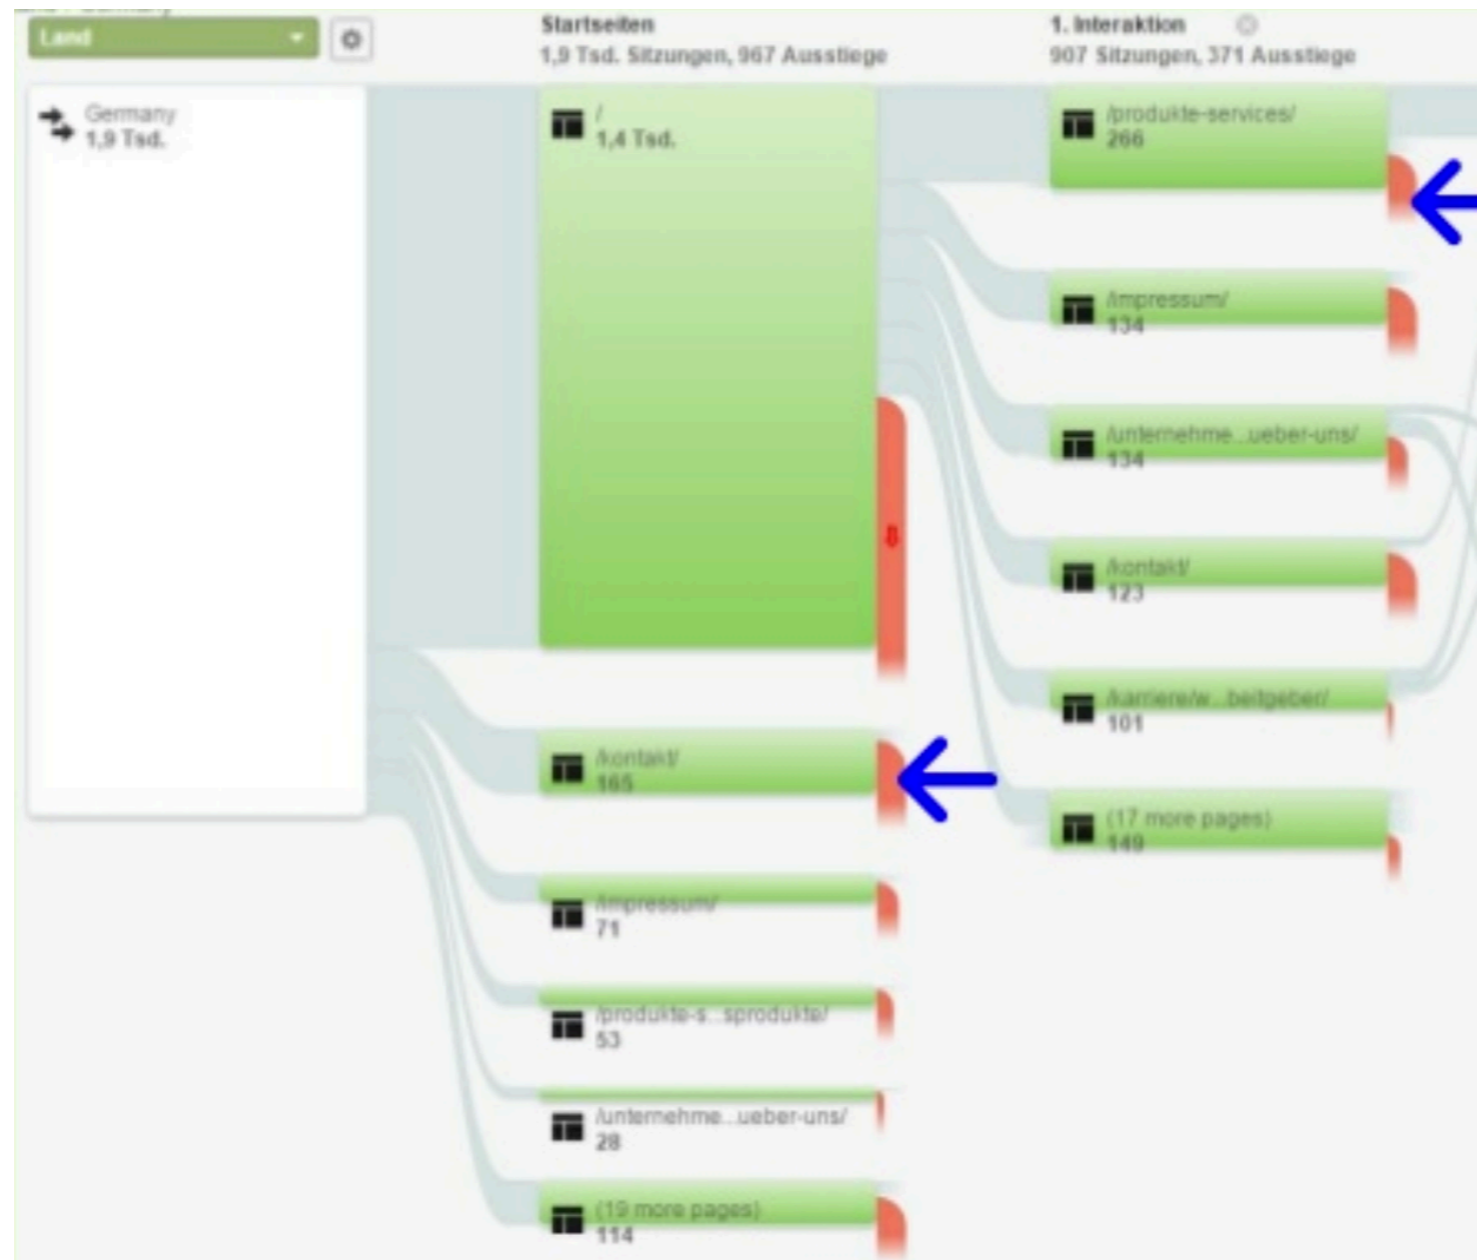 Land
Startseiten
1,9 Tsd. Sitzungen, 967 Ausstiege
1. Interaktion
907 Sitzungen, 371 Ausstiege
Germany
1,9 Tsd.
/
1,4 Tsd.
/kontakt/
165
/impressum/
71
/produkte-s...sprodukte/
53
/unternehme...ueber-uns/
28
(19 more pages)
114
/produkte-services/
266
/impressum/
134
/unternehme...ueber-uns/
134
/kontakt/
123
/karriere/w...beitgeber/
101
(17 more pages)
149